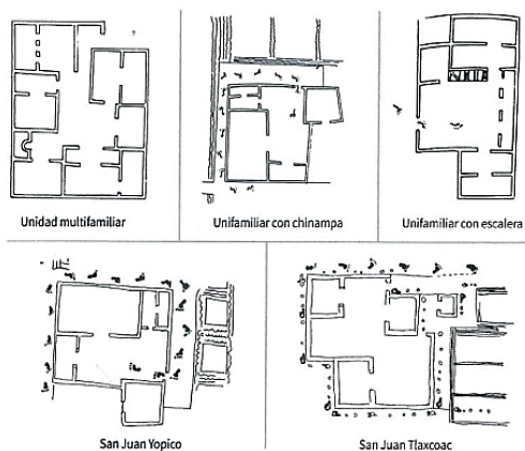 Unidad multifamiliar
Unifamiliar con chinampa
Unifamiliar con escalera
San Juan Yopico
San Juan Tlaxcoac